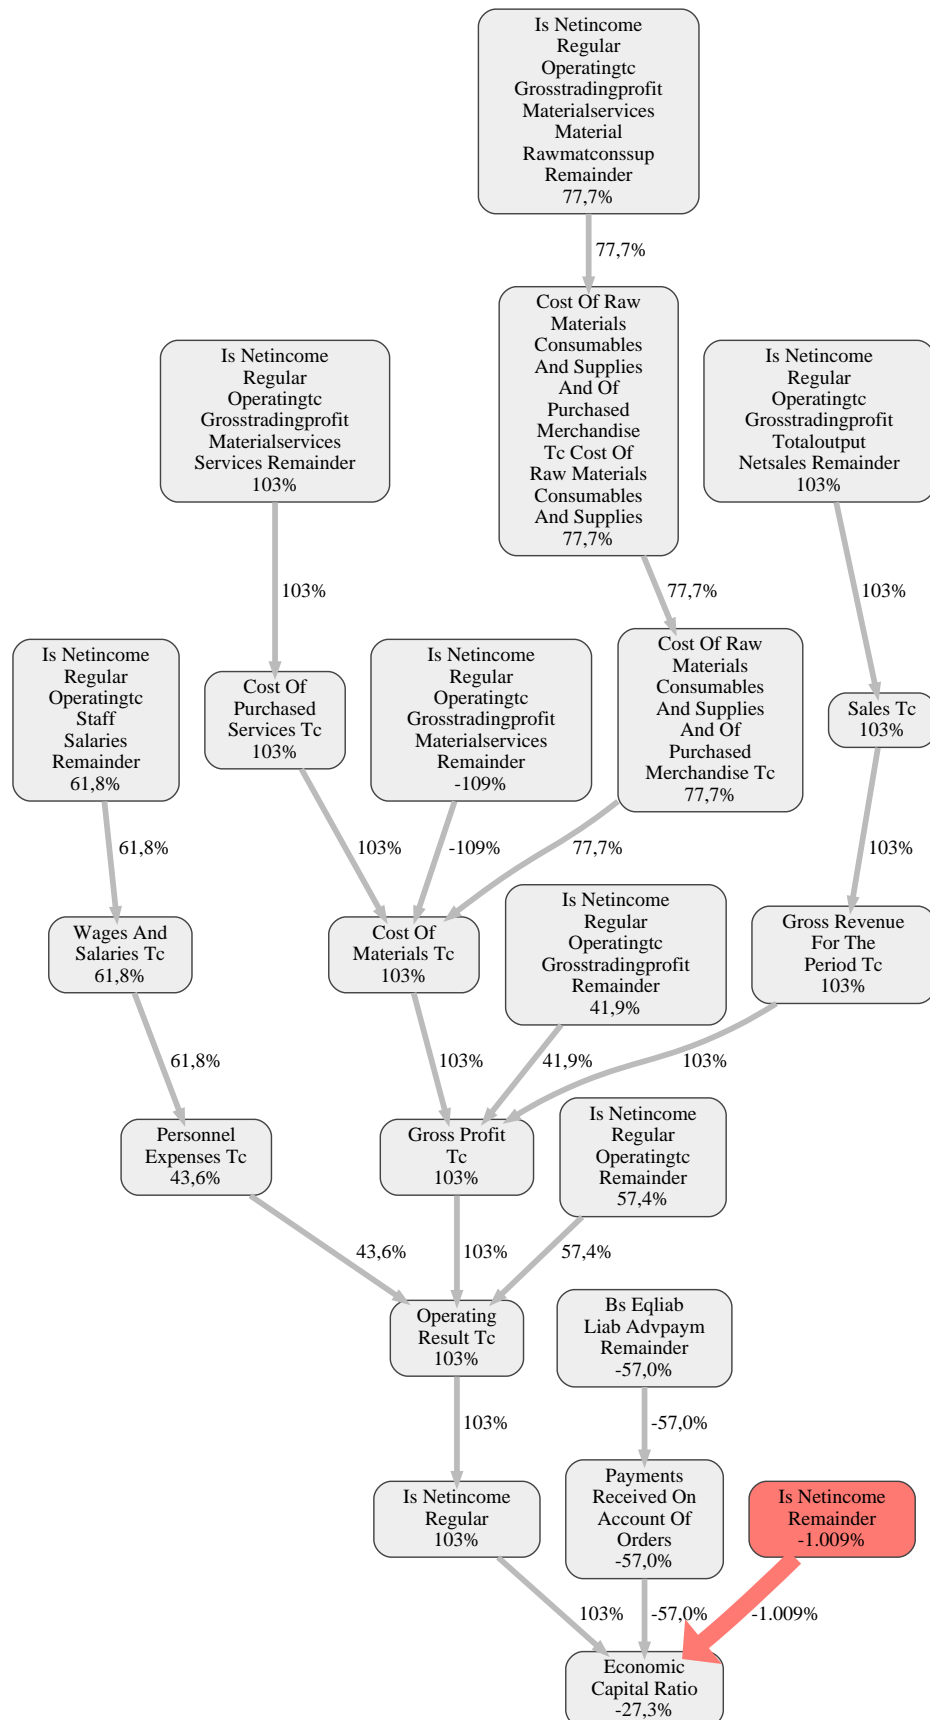 Is Netincome
Regular
Operatingtc
Grosstradingprofit
Materialservices
Material
Rawmatconssup
Remainder
77,7%
77,7%
Cost Of Raw
Materials
Consumables
And Supplies
And Of
Purchased
Merchandise
Tc Cost Of
Raw Materials
Consumables
And Supplies
77,7%
Is Netincome
Regular
Operatingtc
Grosstradingprofit
Materialservices
Services Remainder
103%
Is Netincome
Regular
Operatingtc
Grosstradingprofit
Totaloutput
Netsales Remainder
103%
103%
77,7%
103%
Is Netincome
Regular
Operatingtc
Staff
Salaries
Remainder
61,8%
Cost Of
Purchased
Services Tc
103%
Is Netincome
Regular
Operatingtc
Grosstradingprofit
Materialservices
Remainder
-109%
Cost Of Raw
Materials
Consumables
And Supplies
And Of
Purchased
Merchandise Tc
77,7%
Sales Tc
103%
61,8%
103%
-109%
77,7%
103%
Wages And
Salaries Tc
61,8%
Cost Of
Materials Tc
103%
Is Netincome
Regular
Operatingtc
Grosstradingprofit
Remainder
41,9%
Gross Revenue
For The
Period Tc
103%
61,8%
103%
41,9%
103%
Personnel
Expenses Tc
43,6%
Gross Profit
Tc
103%
Is Netincome
Regular
Operatingtc
Remainder
57,4%
43,6%
103%
57,4%
Operating
Result Tc
103%
Bs Eqliab
Liab Advpaym
Remainder
-57,0%
103%
-57,0%
Is Netincome
Regular
103%
Payments
Received On
Account Of
Orders
-57,0%
Is Netincome
Remainder
-1.009%
103%
-57,0%
-1.009%
Economic
Capital Ratio
-27,3%